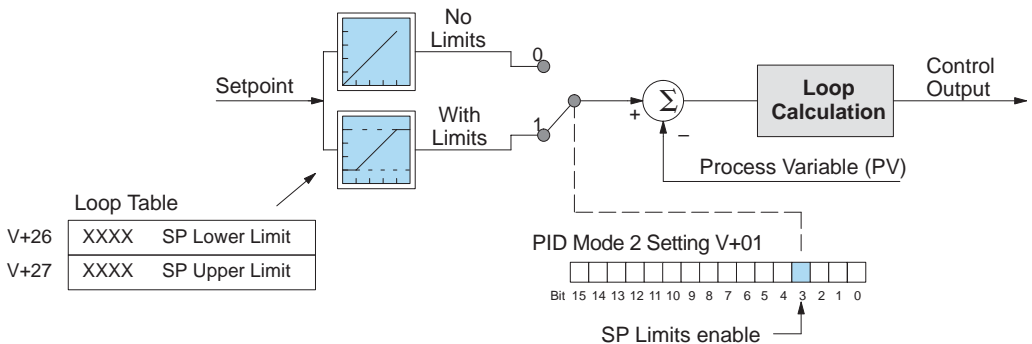 No
Limits
0
Setpoint
With
Limits
1
+
Σ
−
Loop
Calculation
Control
Output
Process Variable (PV)
Loop Table
V+26 XXXX SP Lower Limit
V+27 XXXX SP Upper Limit
PID Mode 2 Setting V+01
Bit 15 14 13 12 11 10 9 8 7 6 5 4 3 2 1 0
SP Limits enable